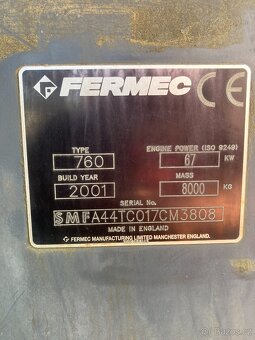 FERMEC CE
TYPE
760
ENGINE POWER (ISO 9249)
67 KW
BUILD YEAR
2001
MASS
8000 KG
SERIAL No.
SMFA44TC017CM3808
MADE IN ENGLAND
FERMEC MANUFACTURING LIMITED MANCHESTER ENGLAND.